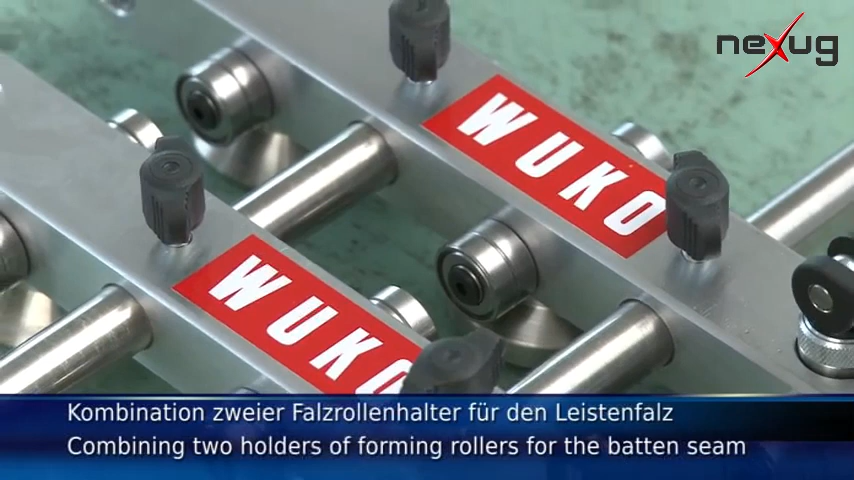 nexug
WUKO
WUKO
Kombination zweier Falzrollenhalter für den Leistenfalz
Combining two holders of forming rollers for the batten seam